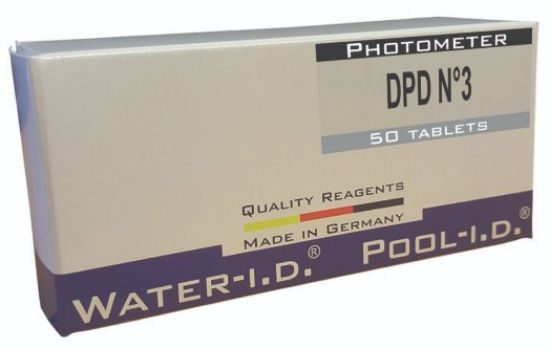 PHOTOMETER
DPD N°3
50 TABLETS
QUALITY REAGENTS
MADE IN GERMANY
WATER-I.D.® POOL-I.D.®